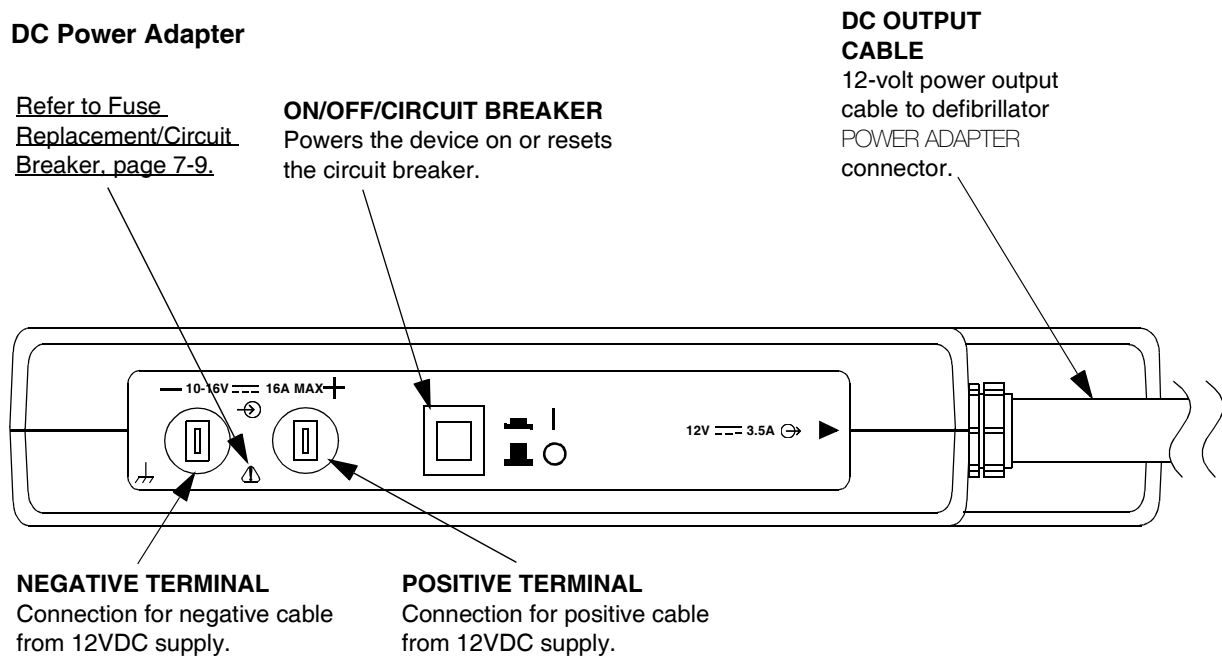 DC Power Adapter
Refer to Fuse
Replacement/Circuit
Breaker, page 7-9.
ON/OFF/CIRCUIT BREAKER
Powers the device on or resets
the circuit breaker.
DC OUTPUT
CABLE
12-volt power output
cable to defibrillator
POWER ADAPTER
connector.
10-16V 16A MAX
12V 3.5A
NEGATIVE TERMINAL
Connection for negative cable
from 12VDC supply.
POSITIVE TERMINAL
Connection for positive cable
from 12VDC supply.